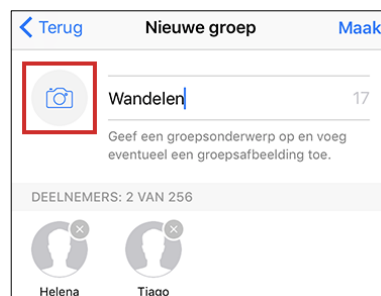 Terug Nieuwe groep Maak
Wandelen 17
Geef een groepsonderwerp op en voeg
eventueel een groepsafbeelding toe.
DEELNEMERS: 2 VAN 256
Helena Tiago